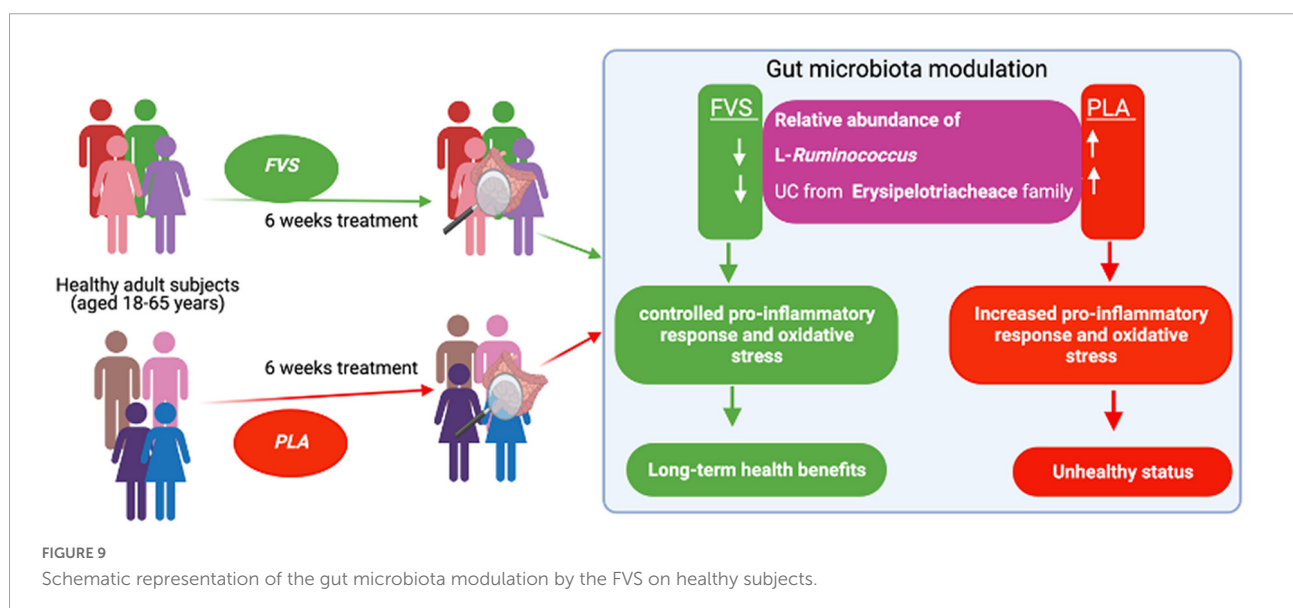 Gut microbiota modulation
FVS
6 weeks treatment
Healthy adult subjects
(aged 18-65 years)
6 weeks treatment
PLA
FVS
Relative abundance of
L-Ruminococcus
UC from Erysipelotriacheace family
PLA
controlled pro-inflammatory
response and oxidative
stress
Increased pro-inflammatory
response and oxidative
stress
Long-term health benefits
Unhealthy status
FIGURE 9
Schematic representation of the gut microbiota modulation by the FVS on healthy subjects.